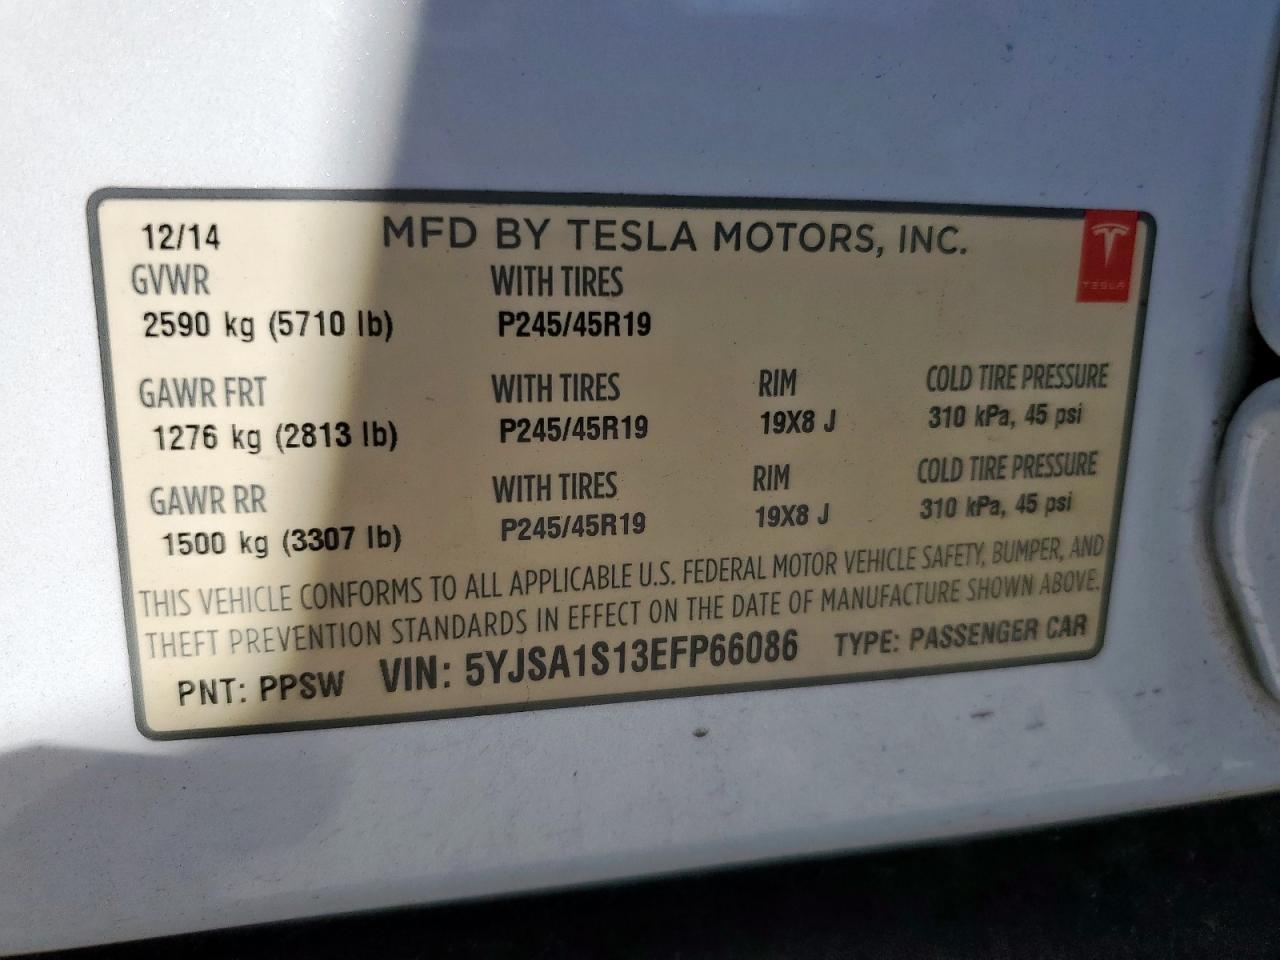 12/14 MFD BY TESLA MOTORS, INC.
TESLA
GVWR WITH TIRES
2590 kg (5710 lb) P245/45R19
GAWR FRT WITH TIRES RIM COLD TIRE PRESSURE
1276 kg (2813 lb) P245/45R19 19X8 J 310 kPa, 45 psi
GAWR RR WITH TIRES RIM COLD TIRE PRESSURE
1500 kg (3307 lb) P245/45R19 19X8 J 310 kPa, 45 psi
THIS VEHICLE CONFORMS TO ALL APPLICABLE U.S. FEDERAL MOTOR VEHICLE SAFETY, BUMPER, AND
THEFT PREVENTION STANDARDS IN EFFECT ON THE DATE OF MANUFACTURE SHOWN ABOVE.
PNT: PPSW VIN: 5YJSA1S13EFP66086 TYPE: PASSENGER CAR